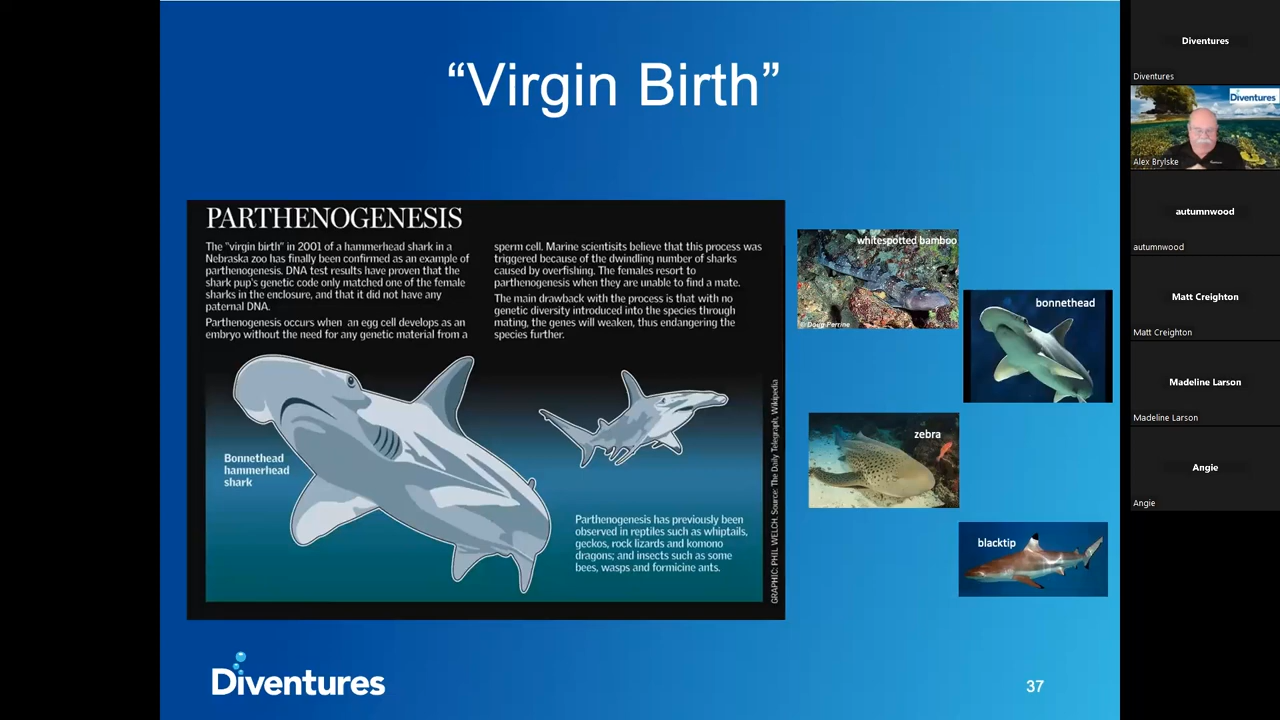 “Virgin Birth”
PARTHENOGENESIS
The "virgin birth" in 2001 of a hammerhead shark in a
Nebraska zoo has finally been confirmed as an example of
parthenogenesis. DNA test results have proven that the
shark pup's genetic code only matched one of the female
sharks in the enclosure, and that it did not have any
paternal DNA.
Parthenogenesis occurs when an egg cell develops as an
embryo without the need for any genetic material from a
sperm cell. Marine scientists believe that this process was
triggered because of the dwindling number of sharks
caused by overfishing. The females resort to
parthenogenesis when they are unable to find a mate.
The main drawback with the process is that with no
genetic diversity introduced into the species through
mating, the genes will weaken, thus endangering the
species further.
Bonnethead
hammerhead
shark
Parthenogenesis has previously been
observed in reptiles such as whiptails,
geckos, rock lizards and komono
dragons; and insects such as some
bees, wasps and formicine ants.
GRAPHIC: PHIL WELCH. Source: The Daily Telegraph, Wikipedia
whitespotted bamboo
© Doug Perrine
bonnethead
zebra
blacktip
Diventures
37
Diventures
Diventures
Diventures
Alex Brylske
autumnwood
autumnwood
Matt Creighton
Matt Creighton
Madeline Larson
Madeline Larson
Angie
Angie